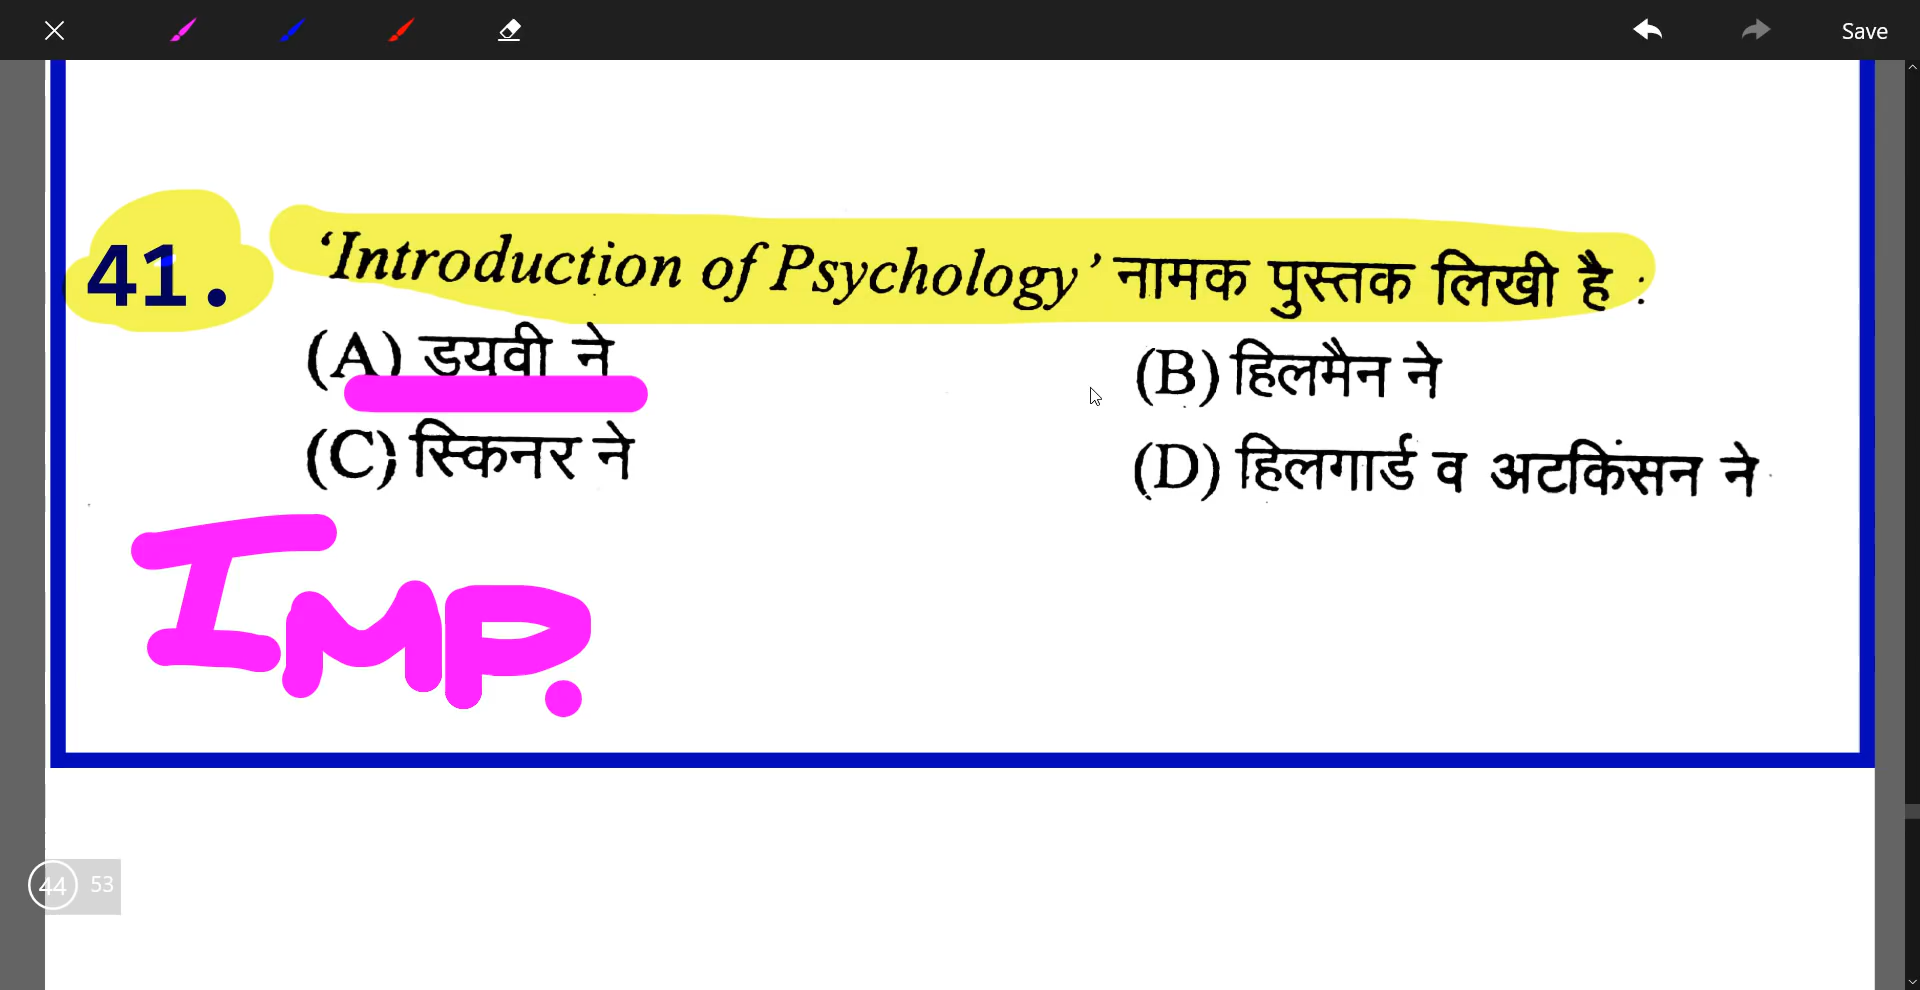 Save
41. 'Introduction of Psychology' नामक पुस्तक लिखी है :
(A) डयवी ने (B) हिलमैन ने
(C) स्किनर ने (D) हिलगार्ड व अटकिंसन ने
IMP.
44 53